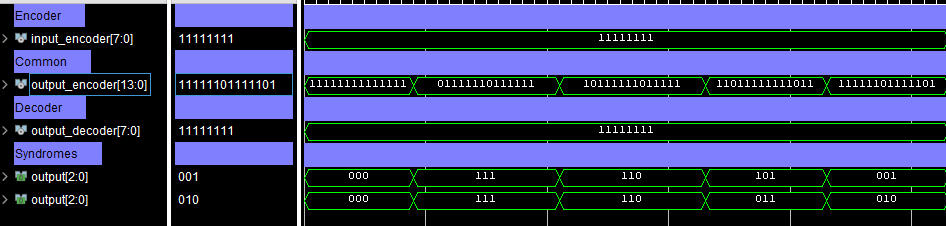 Encoder
input_encoder[7:0] 11111111 11111111
Common
output_encoder[13:0] 11111101111101 11111111111111 01111110111111 10111111011111 11011111111011 11111101111101
Decoder
output_decoder[7:0] 11111111 11111111
Syndromes
output[2:0] 001 000 111 110 101 001
output[2:0] 010 000 111 110 011 010